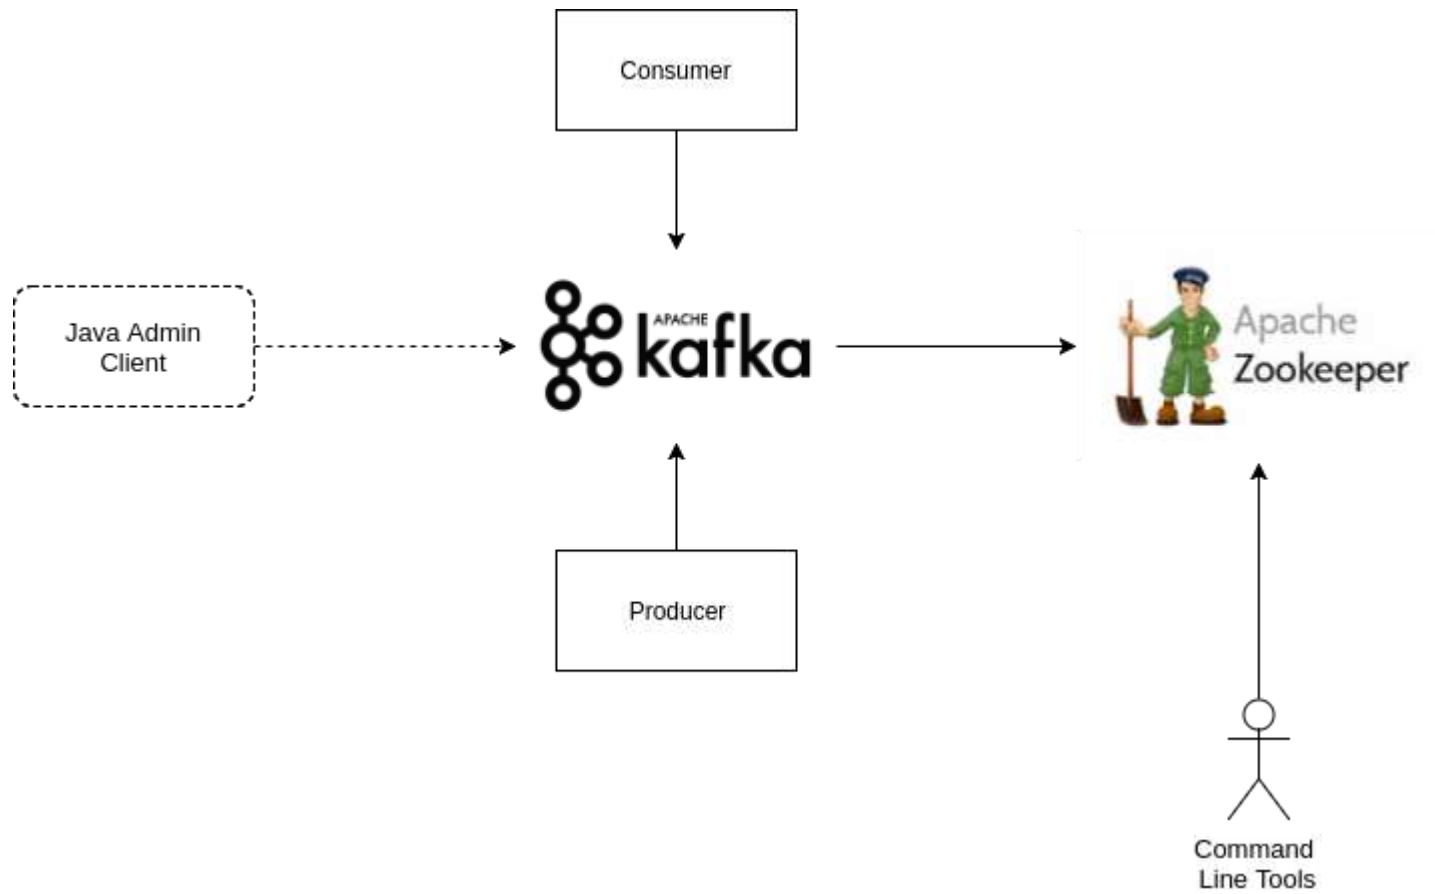 Consumer
Java Admin
Client
APACHE
kafka
Apache
Zookeeper
Producer
Command
Line Tools